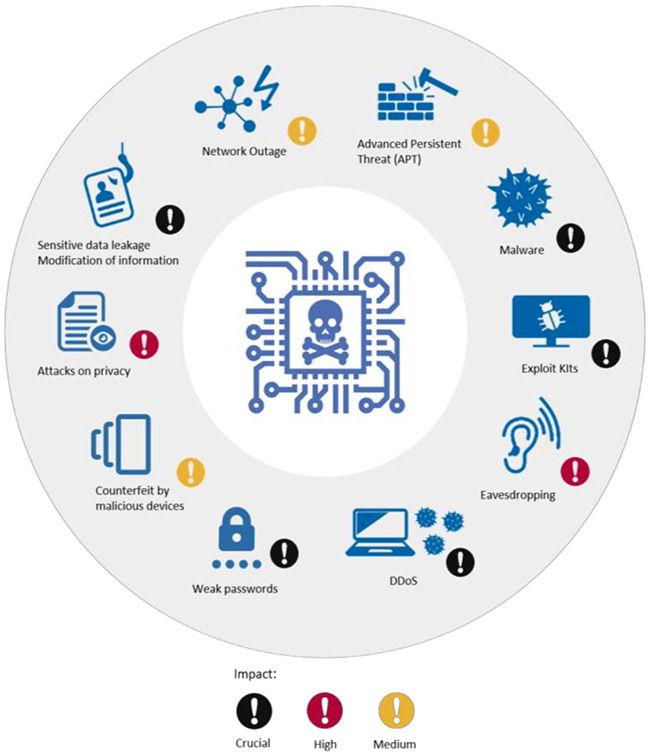 Network Outage
Advanced Persistent
Threat (APT)
Malware
Exploit KIts
Eavesdropping
DDoS
Weak passwords
Counterfeit by
malicious devices
Attacks on privacy
Sensitive data leakage
Modification of information
Impact:
Crucial
High
Medium